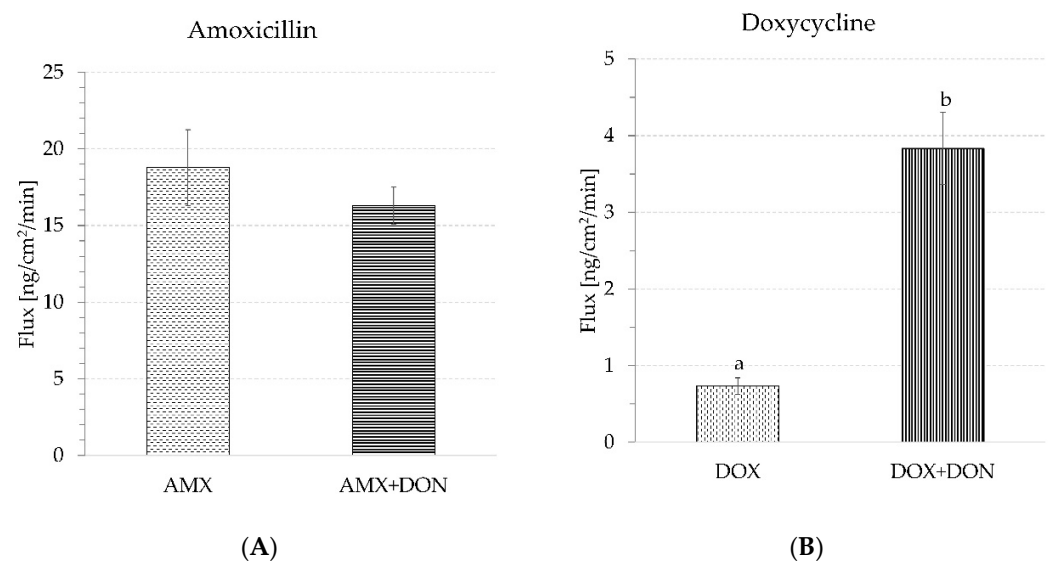 Amoxicillin
Flux [ng/cm²/min]
25
20
15
10
5
0
AMX AMX+DON
(A)
Doxycycline
Flux [ng/cm²/min]
5
4
3
2
1
0
a
b
DOX DOX+DON
(B)